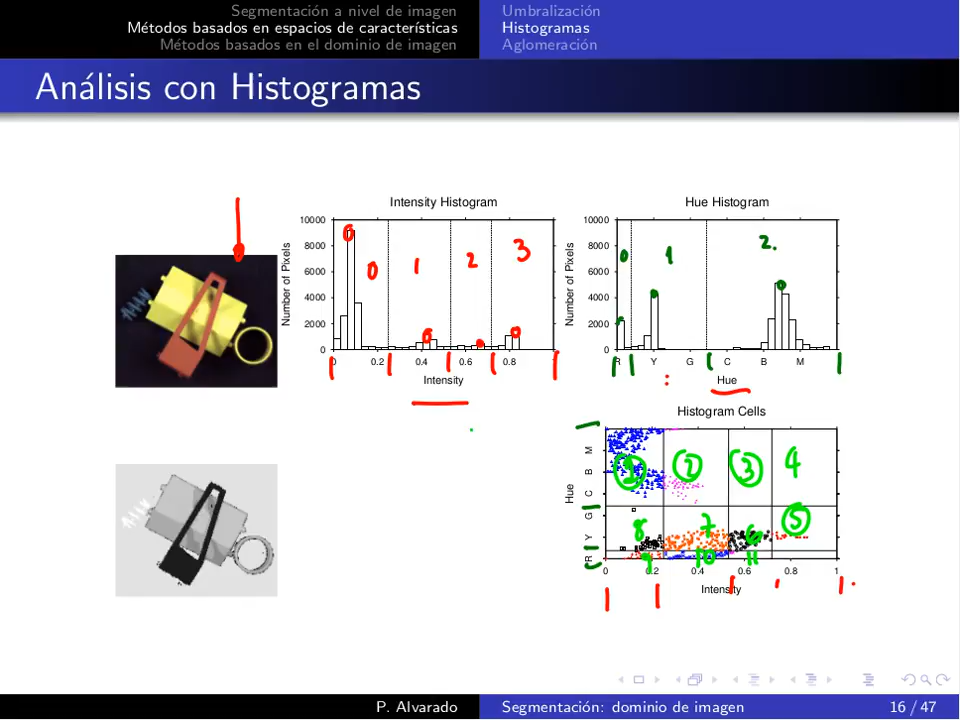 Segmentación a nivel de imagen
Métodos basados en espacios de características
Métodos basados en el dominio de imagen
Umbralización
Histogramas
Aglomeración
Análisis con Histogramas
Intensity Histogram
Number of Pixels
10000
8000
6000
4000
2000
0
0 0.2 0.4 0.6 0.8
Intensity
0 1 2 3
Hue Histogram
Number of Pixels
10000
8000
6000
4000
2000
0
R Y G C B M
Hue
0 1 2.
Histogram Cells
Hue
M
B
C
G
Y
R
1 2 3 4
8 7 6 5
9 10 11
0 0.2 0.4 0.6 0.8 1
Intensity
P. Alvarado
Segmentación: dominio de imagen
16 / 47